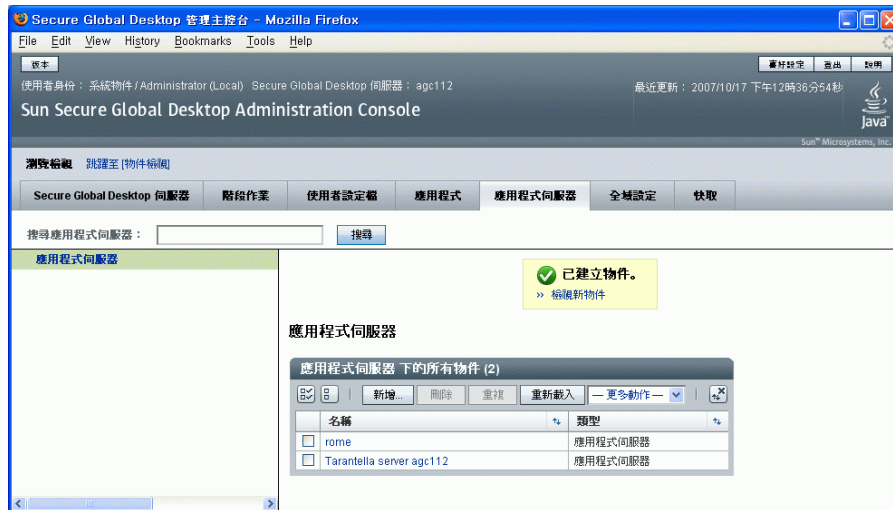 Secure Global Desktop 管理主控台 - Mozilla Firefox
File Edit View History Bookmarks Tools Help
版本 喜好設定 登出 說明
使用者身份： 系統物件 / Administrator (Local) Secure Global Desktop 伺服器： agc112 最近更新： 2007/10/17 下午12時36分54秒
Sun Secure Global Desktop Administration Console
Java™
Sun™ Microsystems, Inc.
瀏覽檢視 跳躍至 [物件檢視]
Secure Global Desktop 伺服器 階段作業 使用者設定檔 應用程式 應用程式伺服器 全域設定 快取
搜尋應用程式伺服器： 搜尋
應用程式伺服器
已建立物件。
» 檢視新物件
應用程式伺服器
應用程式伺服器 下的所有物件 (2)
新增... 刪除 重複 重新載入 — 更多動作 —
名稱 類型
rome 應用程式伺服器
Tarantella server agc112 應用程式伺服器